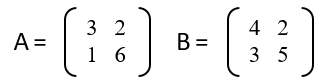 A = ( 3 2 B = ( 4 2
1 6 ) 3 5 )